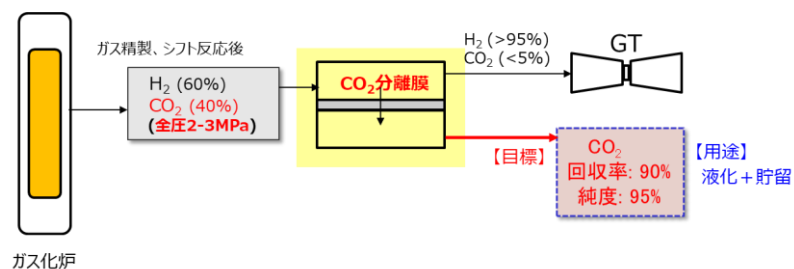 ガス精製、シフト反応後
H₂ (60%)
CO₂ (40%)
(全圧2-3MPa)
CO₂分離膜
H₂ (>95%)
CO₂ (<5%)
GT
【目標】
CO₂
回収率: 90%
純度: 95%
【用途】
液化+貯留
ガス化炉